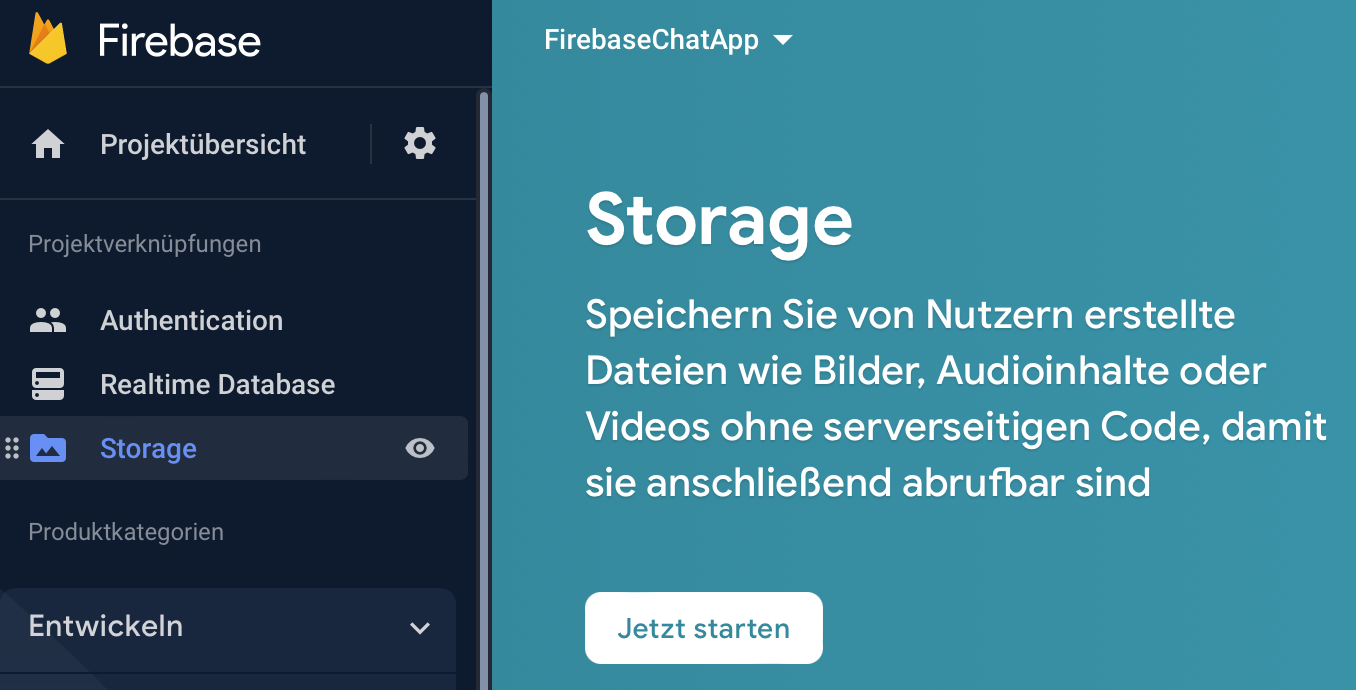 Firebase
Projektübersicht
Projektverknüpfungen
Authentication
Realtime Database
Storage
Produktkategorien
Entwickeln
FirebaseChatApp
Storage
Speichern Sie von Nutzern erstellte
Dateien wie Bilder, Audioinhalte oder
Videos ohne serverseitigen Code, damit
sie anschließend abrufbar sind
Jetzt starten